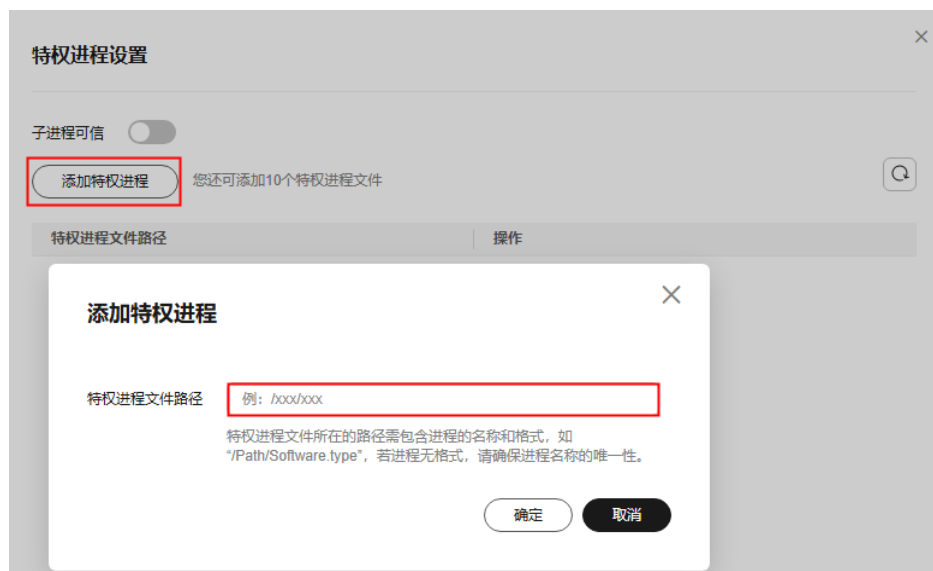 特权进程设置
子进程可信
添加特权进程 您还可添加10个特权进程文件
特权进程文件路径 操作
添加特权进程
特权进程文件路径 例：/xxx/xxx
特权进程文件所在的路径需包含进程的名称和格式，如
“/Path/Software.type”，若进程无格式，请确保进程名称的唯一性。
确定 取消